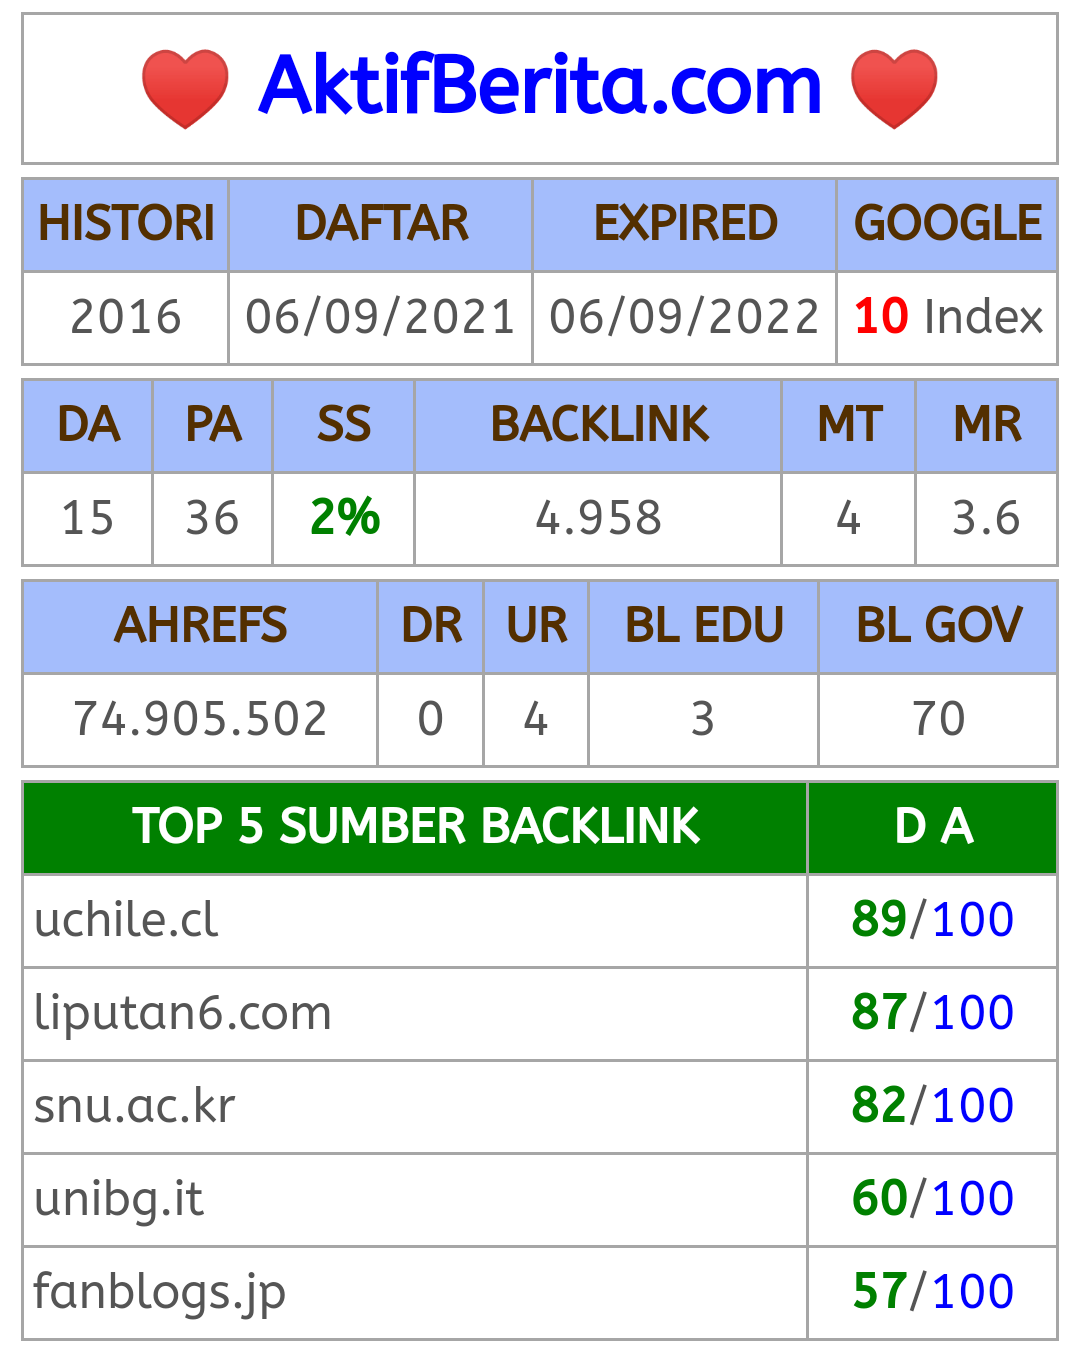 AktifBerita.com
HISTORI DAFTAR EXPIRED GOOGLE
2016 06/09/2021 06/09/2022 10 Index
DA PA SS BACKLINK MT MR
15 36 2% 4.958 4 3.6
AHREFS DR UR BL EDU BL GOV
74.905.502 0 4 3 70
TOP 5 SUMBER BACKLINK D A
uchile.cl 89/100
liputan6.com 87/100
snu.ac.kr 82/100
unibg.it 60/100
fanblogs.jp 57/100